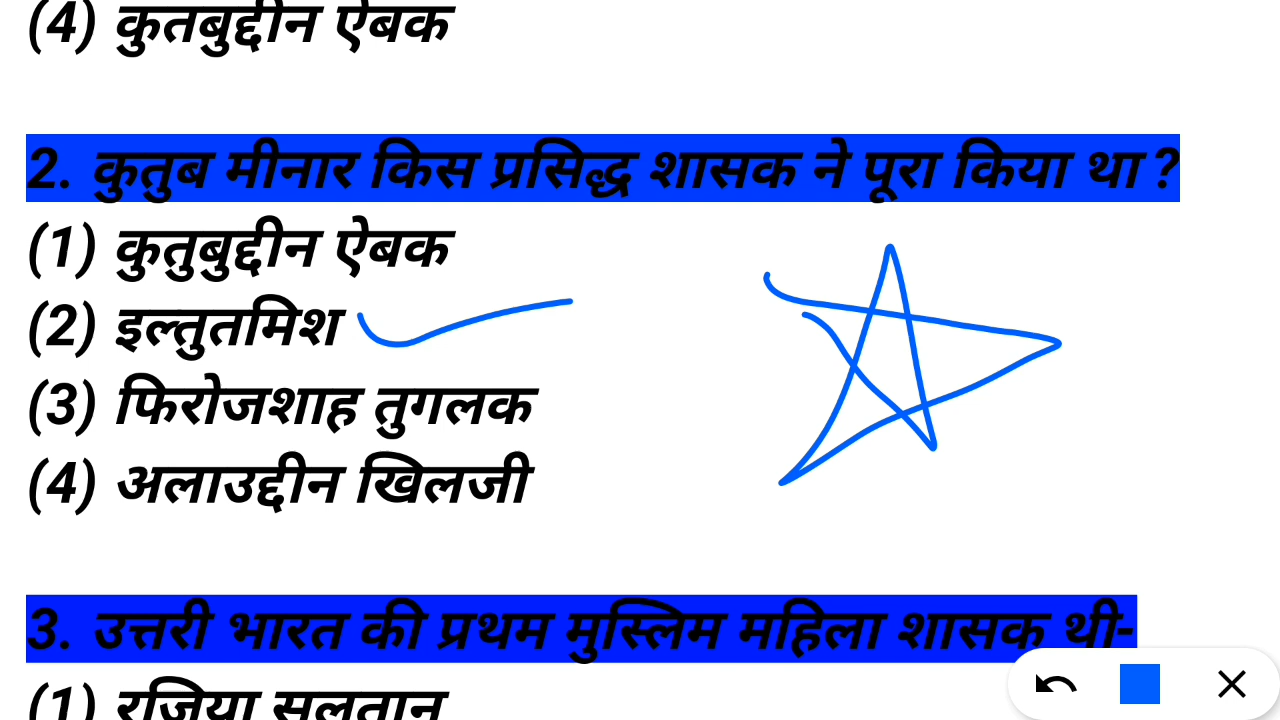 (4) कुतबुद्दीन ऐबक
2. कुतुब मीनार किस प्रसिद्ध शासक ने पूरा किया था?
(1) कुतुबुद्दीन ऐबक
(2) इल्तुतमिश
(3) फिरोजशाह तुगलक
(4) अलाउद्दीन खिलजी
3. उत्तरी भारत की प्रथम मुस्लिम महिला शासक थी-
(1) रजिया सुल्तान